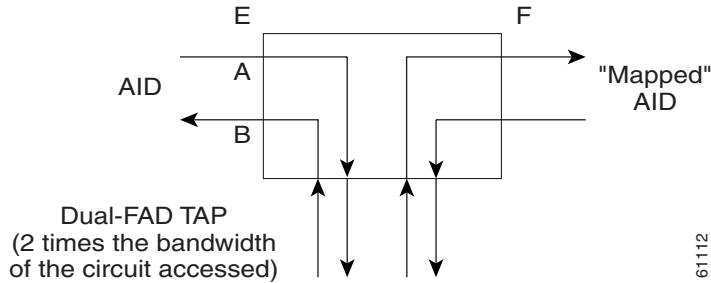 E
F
A
AID
B
"Mapped"
AID
Dual-FAD TAP
(2 times the bandwidth
of the circuit accessed)
61112